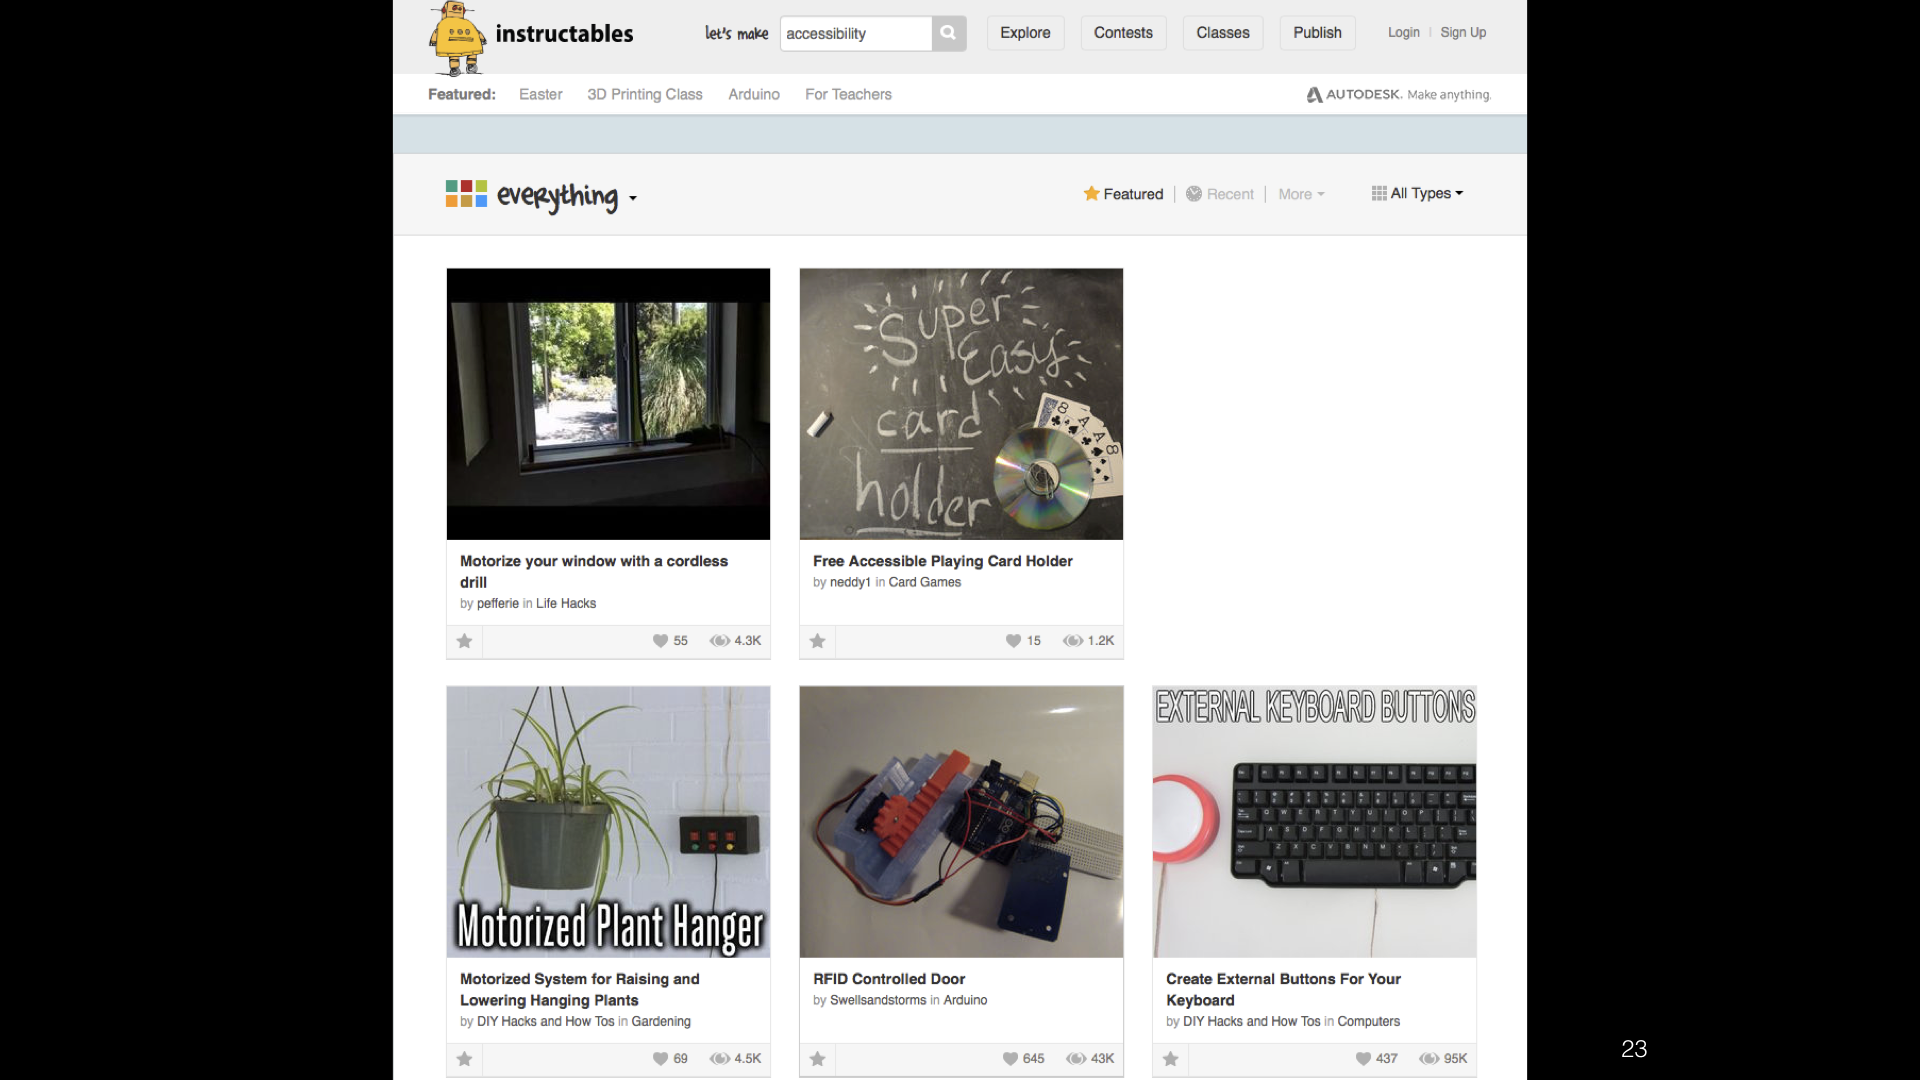 instructables
let's make
accessibility
Explore
Contests
Classes
Publish
Login
Sign Up
Featured:
Easter
3D Printing Class
Arduino
For Teachers
AUTODESK. Make anything.
everything
Featured
Recent
More
All Types
Super
Easy
card
holder
8
A
A
8
Motorize your window with a cordless
drill
by pefferie in Life Hacks
55
4.3K
Free Accessible Playing Card Holder
by neddy1 in Card Games
15
1.2K
Motorized Plant Hanger
EXTERNAL KEYBOARD BUTTONS
Motorized System for Raising and
Lowering Hanging Plants
by DIY Hacks and How Tos in Gardening
69
4.5K
RFID Controlled Door
by Swellsandstorms in Arduino
645
43K
Create External Buttons For Your
Keyboard
by DIY Hacks and How Tos in Computers
437
95K
23